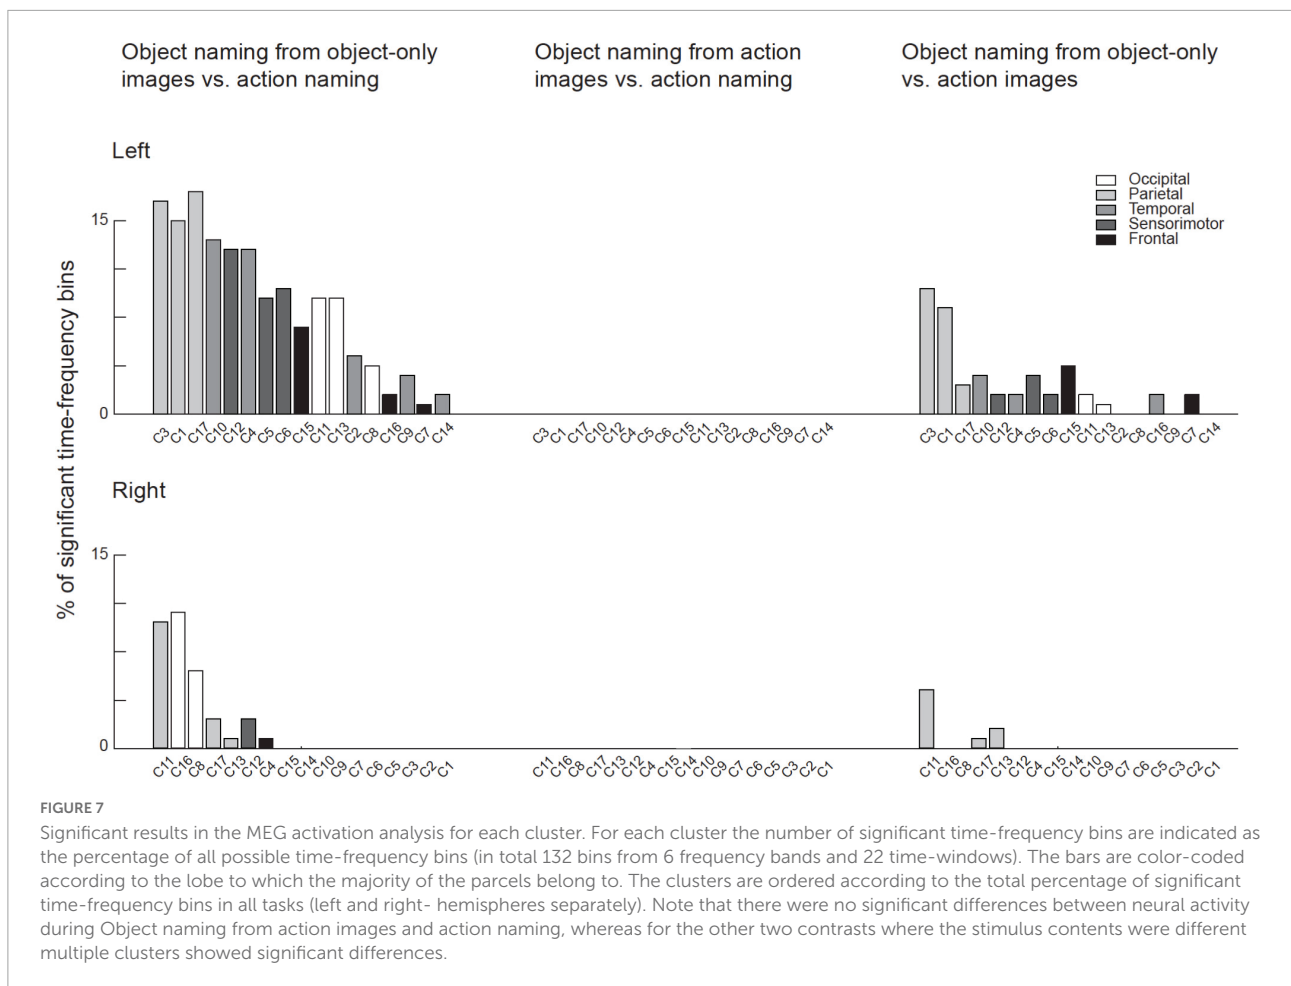 Object naming from object-only
images vs. action naming
Object naming from action
images vs. action naming
Object naming from object-only
vs. action images
Left
Occipital
Parietal
Temporal
Sensorimotor
Frontal
15
0
% of significant time-frequency bins
C3 C1 C17 C10 C12 C4 C5 C6 C15 C11 C13 C2 C8 C16 C9 C7 C14
C3 C1 C17 C10 C12 C4 C5 C6 C15 C11 C13 C2 C8 C16 C9 C7 C14
C3 C1 C17 C10 C12 C4 C5 C6 C15 C11 C13 C2 C8 C16 C9 C7 C14
Right
15
0
C11 C16 C8 C17 C13 C12 C4 C15 C14 C10 C9 C7 C6 C5 C3 C2 C1
C11 C16 C8 C17 C13 C12 C4 C15 C14 C10 C9 C7 C6 C5 C3 C2 C1
C11 C16 C8 C17 C13 C12 C4 C15 C14 C10 C9 C7 C6 C5 C3 C2 C1
FIGURE 7
Significant results in the MEG activation analysis for each cluster. For each cluster the number of significant time-frequency bins are indicated as
the percentage of all possible time-frequency bins (in total 132 bins from 6 frequency bands and 22 time-windows). The bars are color-coded
according to the lobe to which the majority of the parcels belong to. The clusters are ordered according to the total percentage of significant
time-frequency bins in all tasks (left and right- hemispheres separately). Note that there were no significant differences between neural activity
during Object naming from action images and action naming, whereas for the other two contrasts where the stimulus contents were different
multiple clusters showed significant differences.